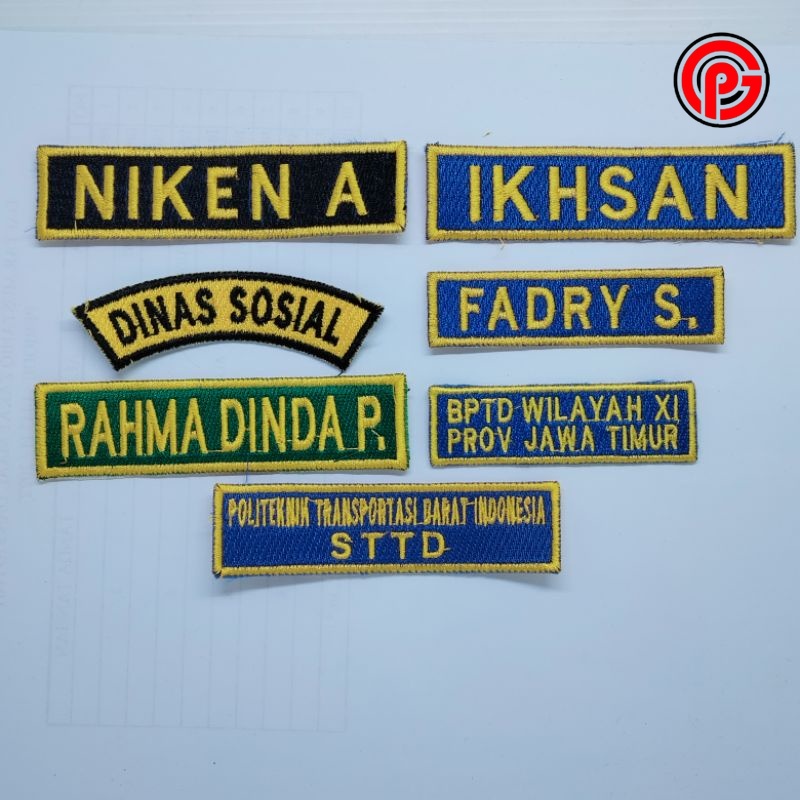 NIKEN A
IKHSAN
DINAS SOSIAL
FADRY S.
RAHMA DINDA P.
BPTD WILAYAH XI
PROV JAWA TIMUR
POLITEKNIK TRANSPORTASI DARAT INDONESIA
STTD